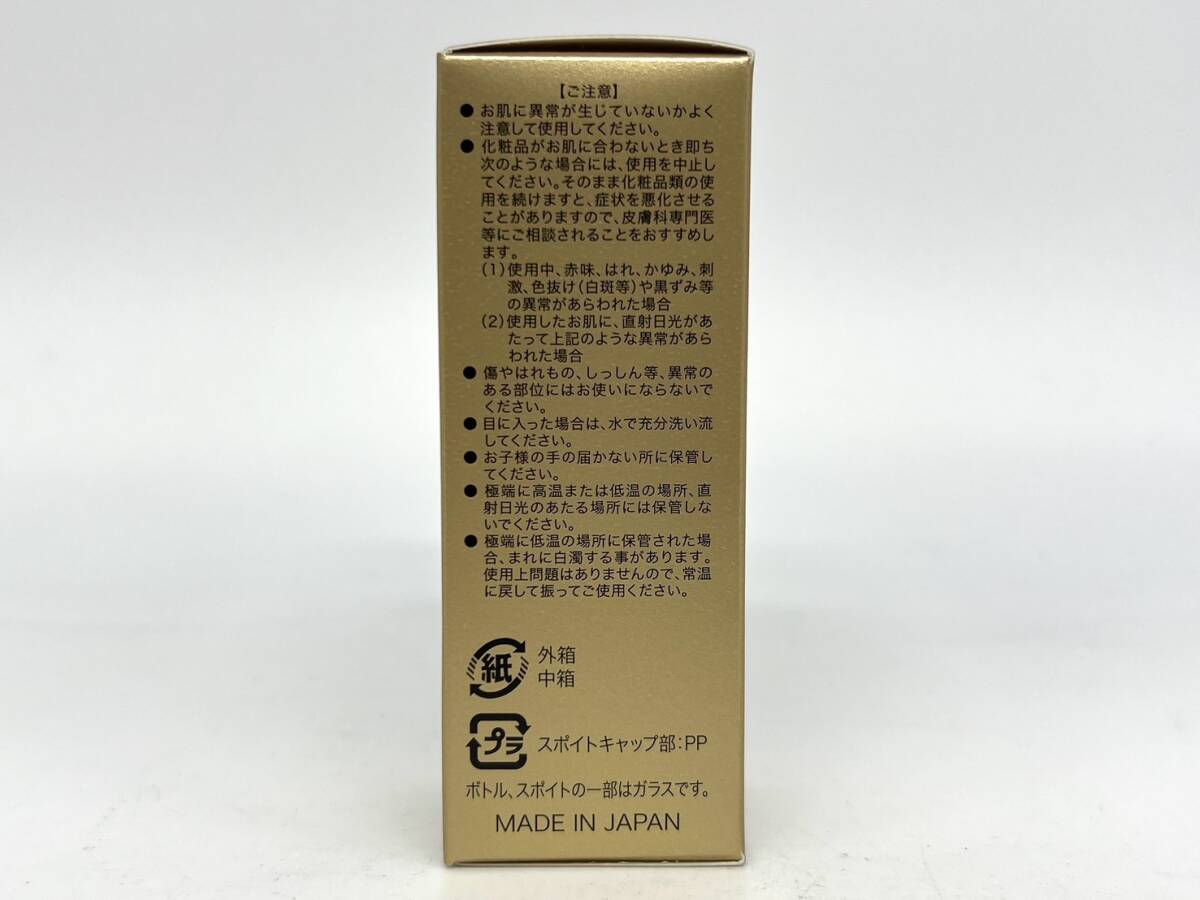 【ご注意】
● お肌に異常が生じていないかよく
注意して使用してください。
● 化粧品がお肌に合わないとき即ち
次のような場合には、使用を中止し
てください。そのまま化粧品類の使
用を続けますと、症状を悪化させる
ことがありますので、皮膚科専門医
等にご相談されることをおすすめし
ます。
(1)使用中、赤味、はれ、かゆみ、刺
激、色抜け(白斑等)や黒ずみ等
の異常があらわれた場合
(2)使用したお肌に、直射日光があ
たって上記のような異常があら
われた場合
● 傷やはれもの、しっしん等、異常の
ある部位にはお使いにならないで
ください。
● 目に入った場合は、水で充分洗い流
してください。
● お子様の手の届かない所に保管し
てください。
● 極端に高温または低温の場所、直
射日光のあたる場所には保管しな
いでください。
● 極端に低温の場所に保管された場
合、まれに白濁する事があります。
使用上問題はありませんので、常温
に戻して振ってご使用ください。
紙 外箱
中箱
プラ スポイトキャップ部:PP
ボトル、スポイトの一部はガラスです。
MADE IN JAPAN